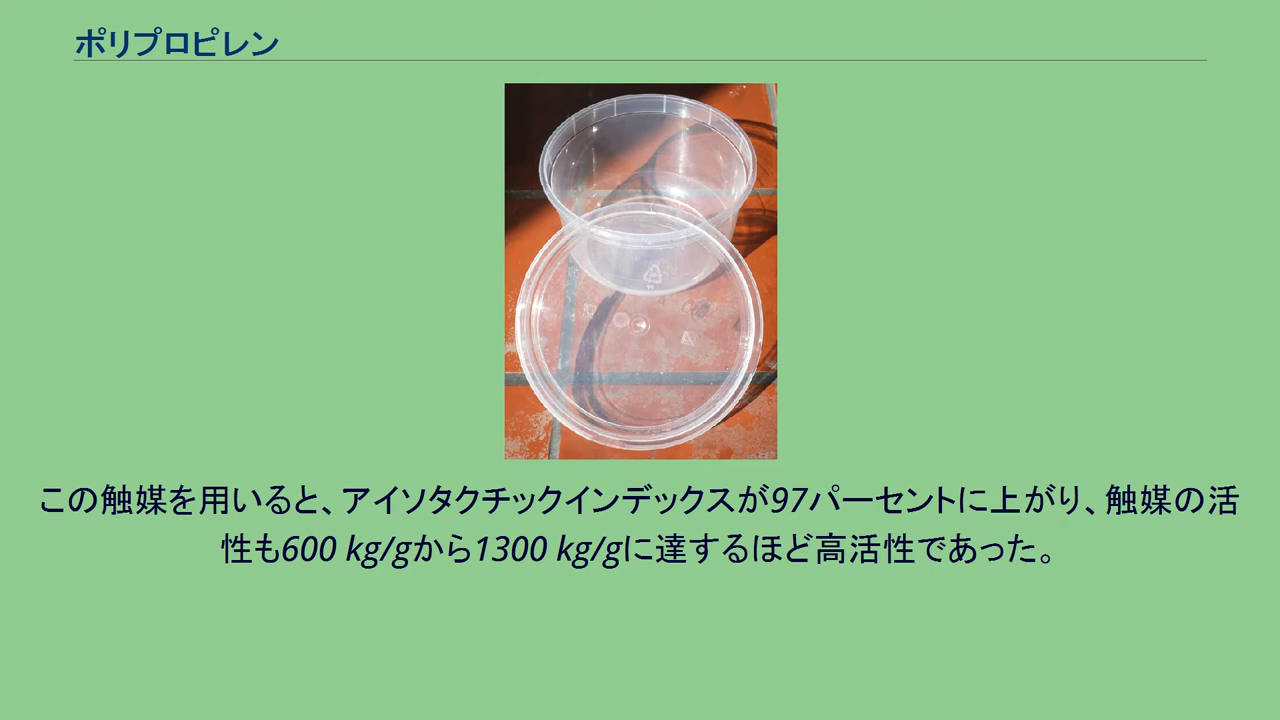 ポリプロピレン
この触媒を用いると、アイソタクチックインデックスが97パーセントに上がり、触媒の活
性も600 kg/gから1300 kg/gに達するほど高活性であった。